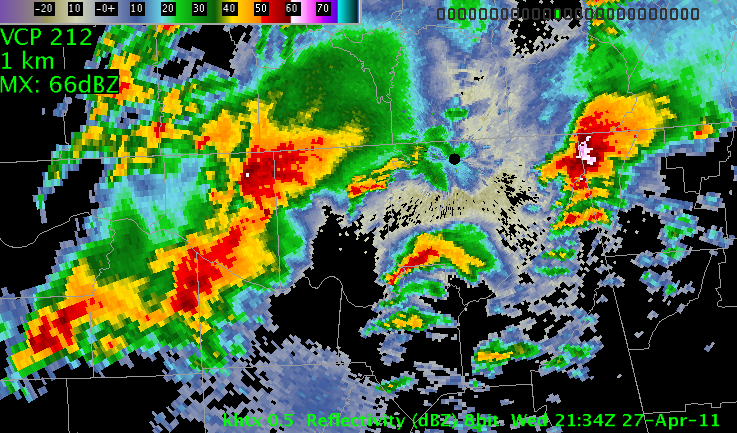 -20 10 -0+ 10 20 30 40 50 60 70
VCP 212
1 km
MX: 66dBZ
khtx 0.5 Reflectivity (dBZ) 8bit Wed 21:34Z 27-Apr-11